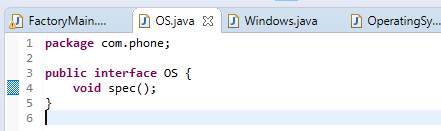 FactoryMain.... OS.java Windows.java OperatingSy...
1 package com.phone;
2
3 public interface OS {
4 void spec();
5 }
6